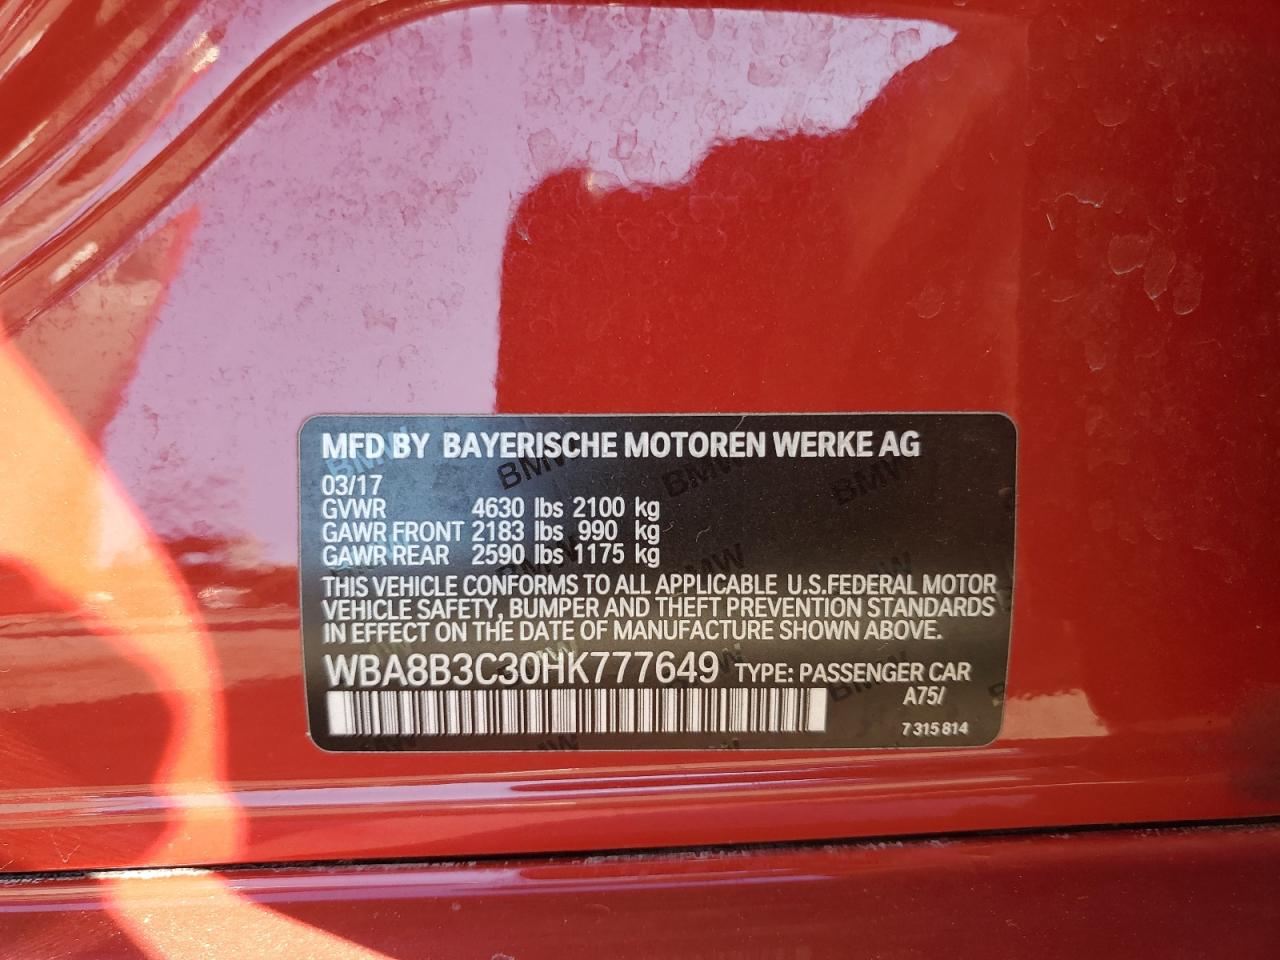 MFD BY BAYERISCHE MOTOREN WERKE AG
03/17
GVWR 4630 lbs 2100 kg
GAWR FRONT 2183 lbs 990 kg
GAWR REAR 2590 lbs 1175 kg
THIS VEHICLE CONFORMS TO ALL APPLICABLE U.S.FEDERAL MOTOR
VEHICLE SAFETY, BUMPER AND THEFT PREVENTION STANDARDS
IN EFFECT ON THE DATE OF MANUFACTURE SHOWN ABOVE.
WBA8B3C30HK777649 TYPE: PASSENGER CAR
A75/
7 315 814